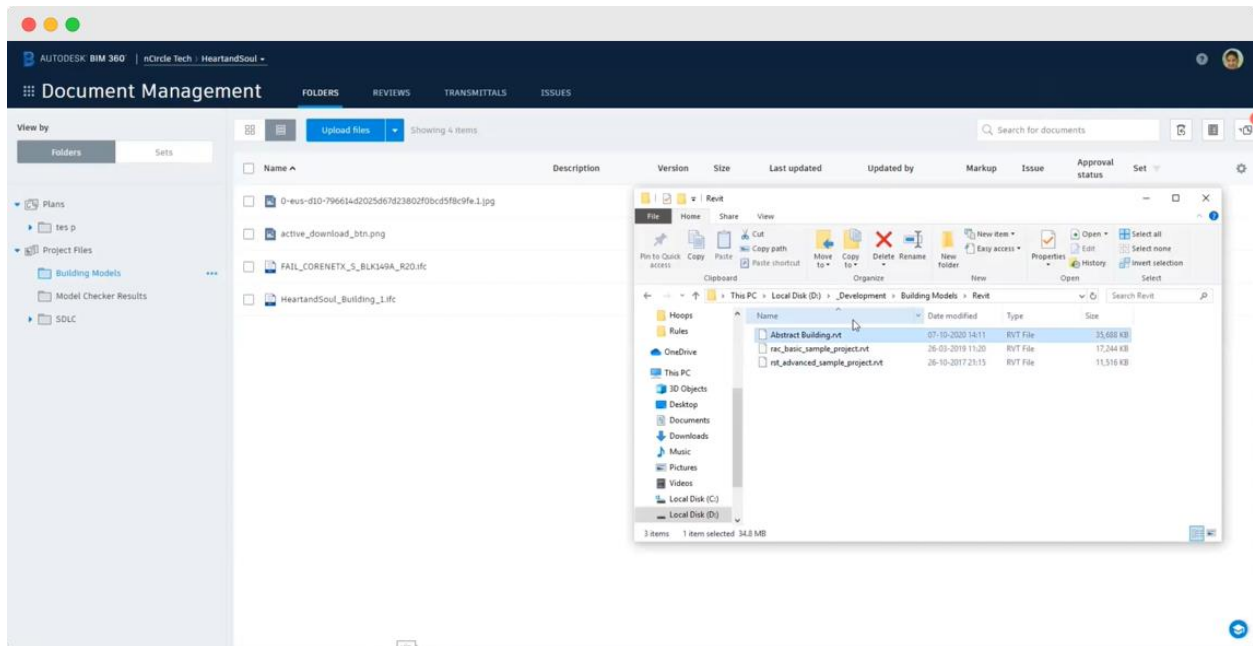 AUTODESK BIM 360 | nCircle Tech > HeartandSoul
Document Management
FOLDERS REVIEWS TRANSMITTALS ISSUES
View by
Folders Sets
Plans
tes p
Project Files
Building Models
Model Checker Results
SDLC
Upload files
Showing 4 items
Search for documents
Name Description Version Size Last updated Updated by Markup Issue Approval status Set
0-eus-d10-796614d2025d67d23802f0bcd5f8c9fe.1.jpg
active_download_btn.png
FAIL_CORENETX_S_BLK149A_R20.ifc
HeartandSoul_Building_1.ifc
Revit
File Home Share View
Pin to Quick access
Copy
Paste
Cut
Copy path
Paste shortcut
Move to
Copy to
Delete
Rename
New folder
New item
Easy access
Properties
Open
Edit
History
Select all
Select none
Invert selection
Clipboard Organize New Open Select
This PC > Local Disk (D:) > _Development > Building Models > Revit
Search Revit
Hoops
Rules
OneDrive
This PC
3D Objects
Desktop
Documents
Downloads
Music
Pictures
Videos
Local Disk (C:)
Local Disk (D:)
Name Date modified Type Size
Abstract Building.rvt 07-10-2020 14:11 RVT File 35,688 KB
rac_basic_sample_project.rvt 26-03-2019 11:20 RVT File 17,244 KB
rst_advanced_sample_project.rvt 26-10-2017 21:15 RVT File 11,516 KB
3 items 1 item selected 34.8 MB